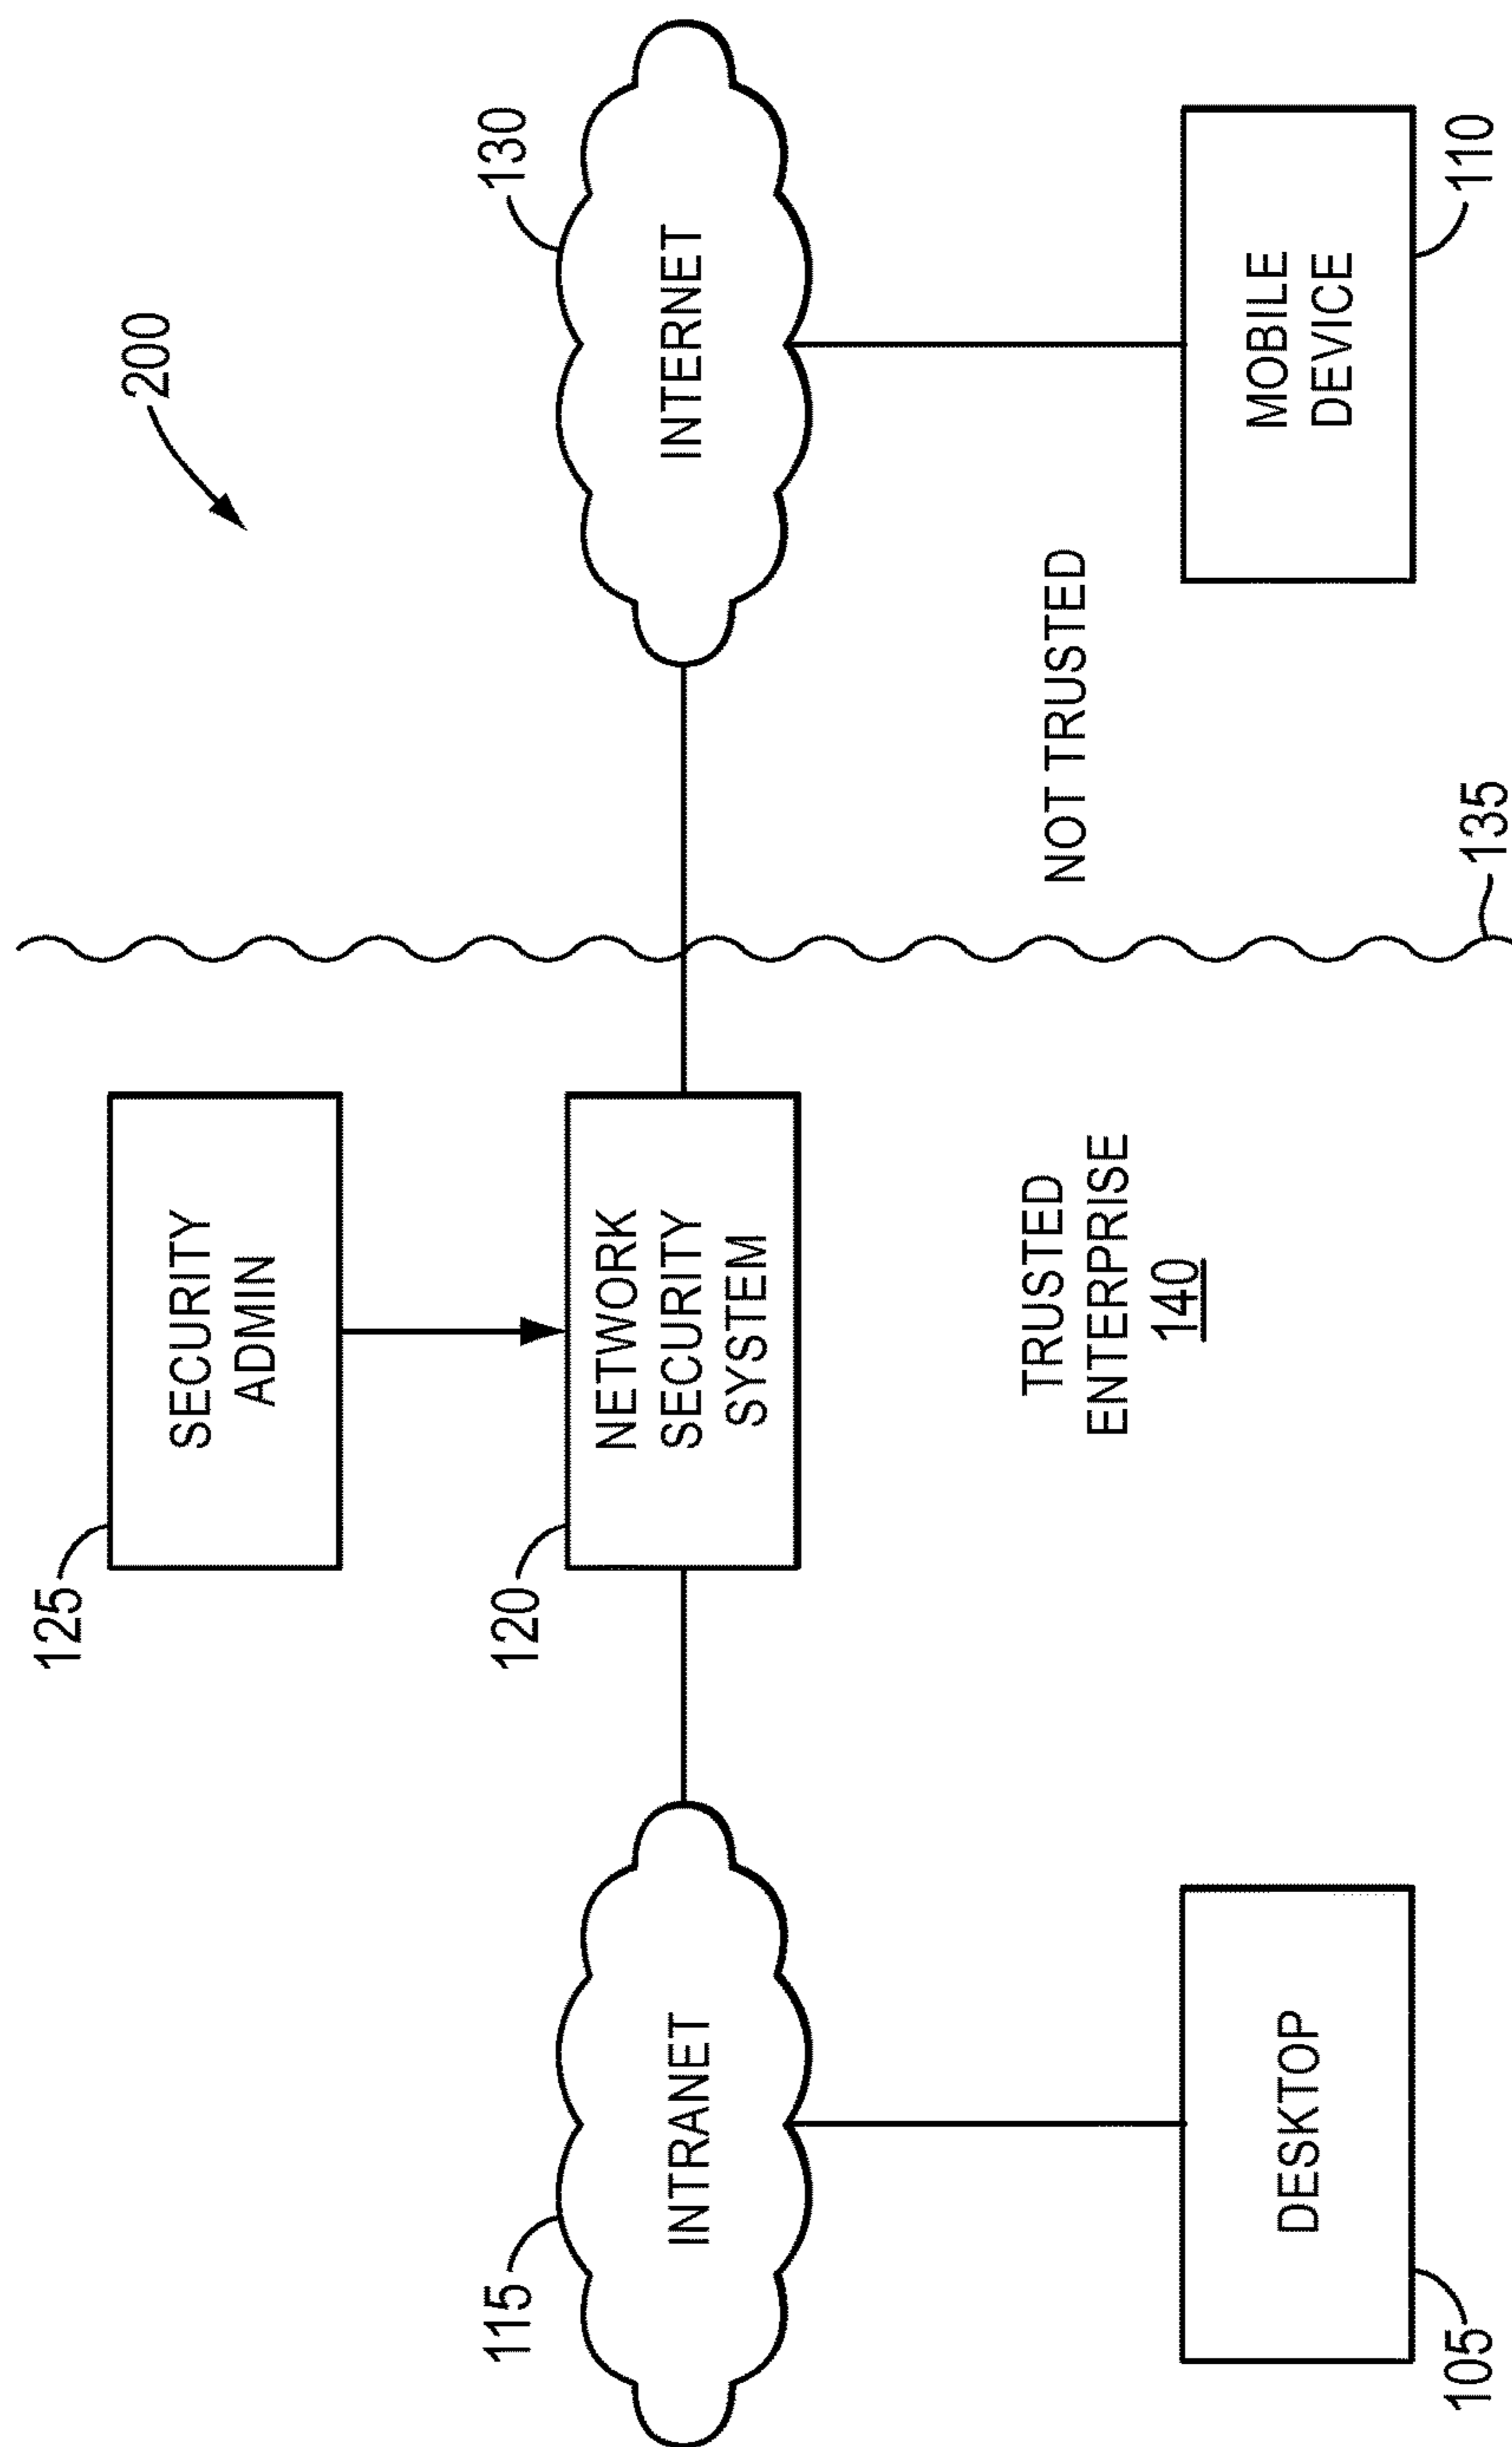 200
125
SECURITY
ADMIN
115
INTRANET
120
NETWORK
SECURITY
SYSTEM
130
INTERNET
TRUSTED
ENTERPRISE
140
NOT TRUSTED
DESKTOP
105
MOBILE
DEVICE
110
135